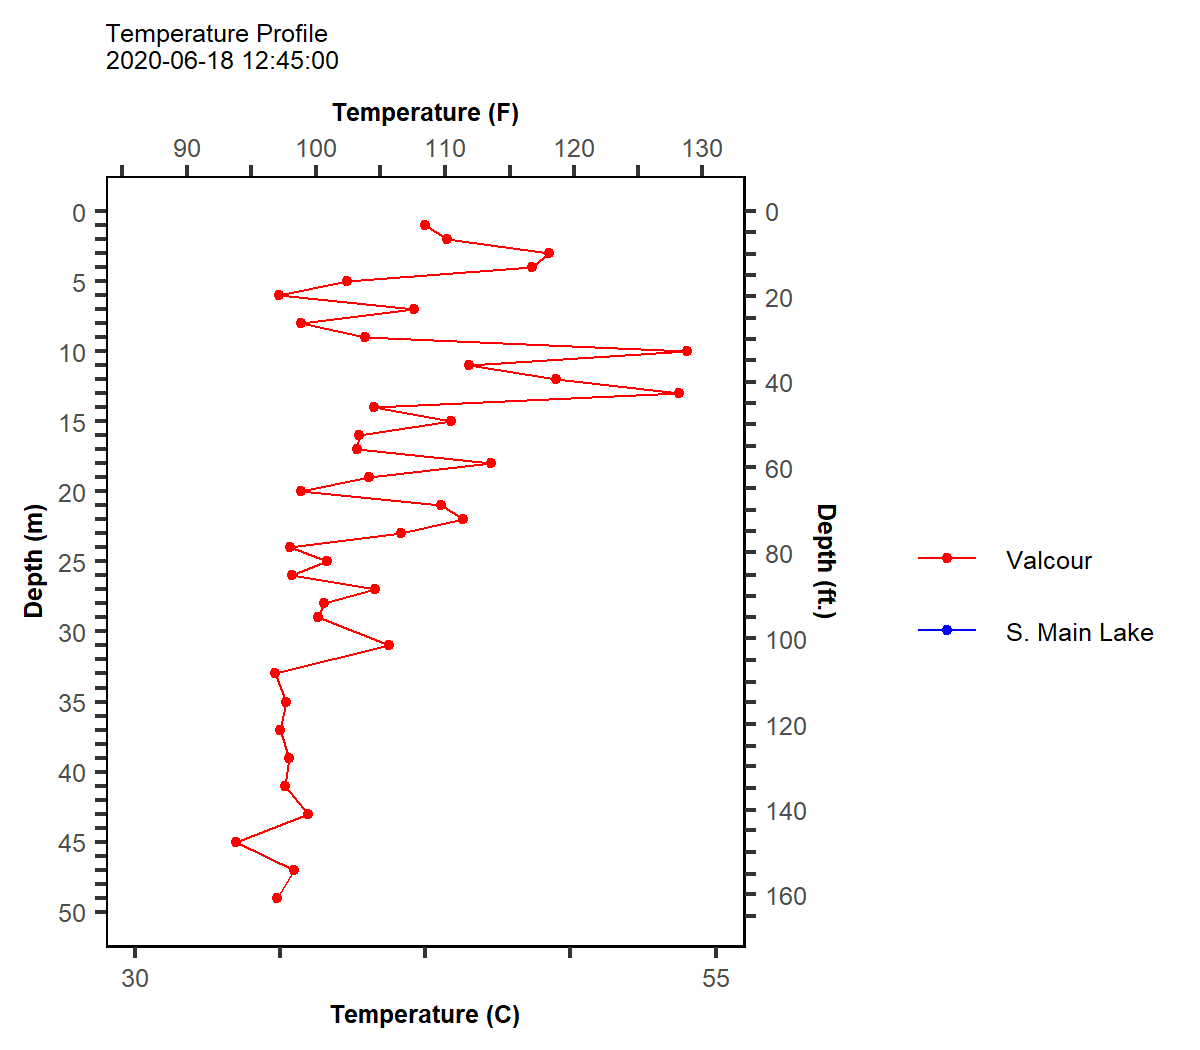 Temperature Profile
2020-06-18 12:45:00
Temperature (F)
90 100 110 120 130
0
5
10
15
20
25
30
35
40
45
50
Depth (m)
0
20
40
60
80
100
120
140
160
Depth (ft.)
Valcour
S. Main Lake
30 55
Temperature (C)